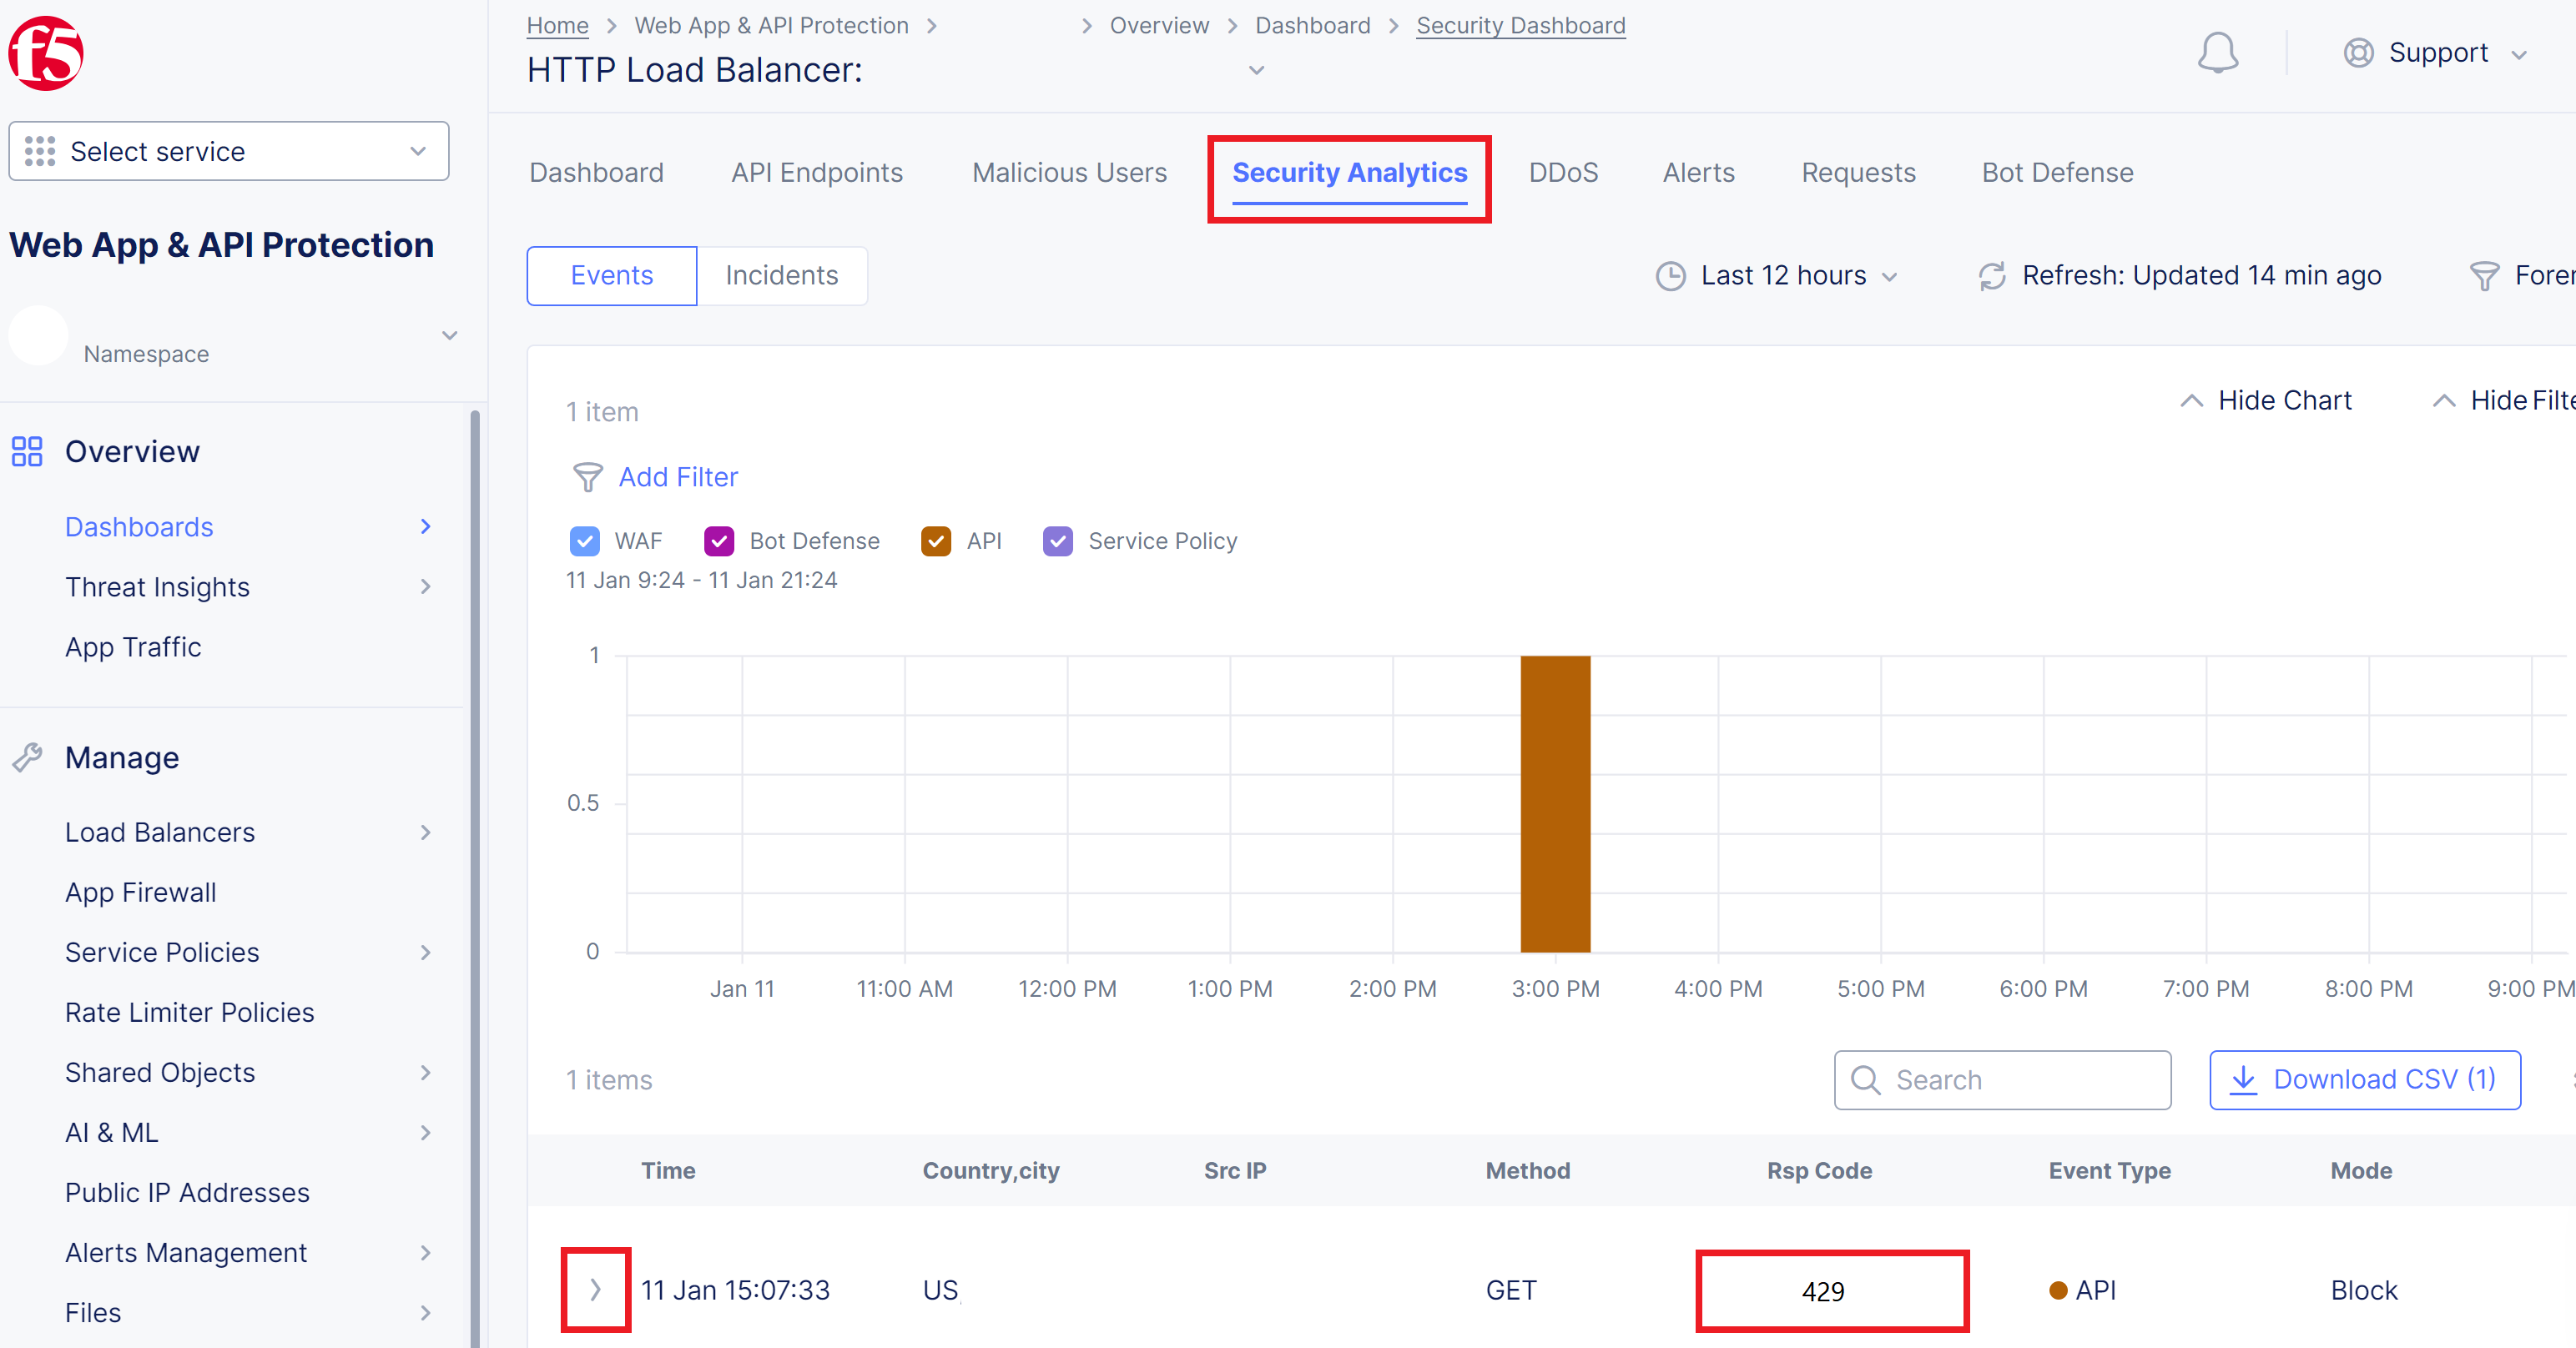 f5
Home > Web App & API Protection > > Overview > Dashboard > Security Dashboard
HTTP Load Balancer:
Support
Select service
Web App & API Protection
Namespace
Overview
Dashboards
Threat Insights
App Traffic
Manage
Load Balancers
App Firewall
Service Policies
Rate Limiter Policies
Shared Objects
AI & ML
Public IP Addresses
Alerts Management
Files
Dashboard API Endpoints Malicious Users Security Analytics DDoS Alerts Requests Bot Defense
Events Incidents Last 12 hours Refresh: Updated 14 min ago
1 item Hide Chart Hide
Add Filter
WAF Bot Defense API Service Policy
11 Jan 9:24 - 11 Jan 21:24
1
0.5
0
Jan 11 11:00 AM 12:00 PM 1:00 PM 2:00 PM 3:00 PM 4:00 PM 5:00 PM 6:00 PM 7:00 PM 8:00 PM 9:00 PM
1 items Search Download CSV (1)
Time Country,city Src IP Method Rsp Code Event Type Mode
11 Jan 15:07:33 US, GET 429 API Block